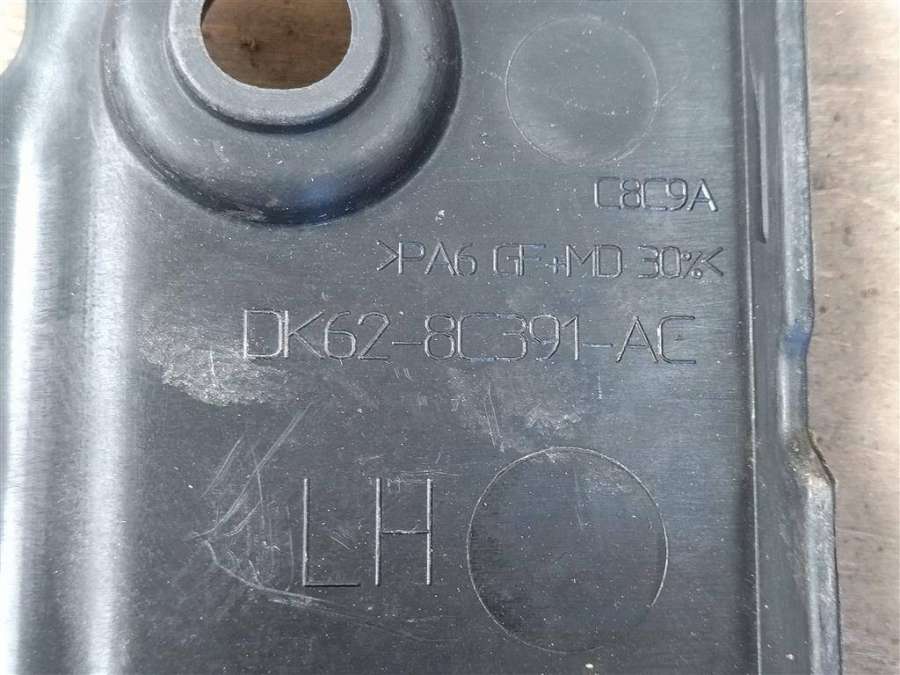 C8C9A
>PA6 GF+MD 30%<
DK62-8C391-AC
LH